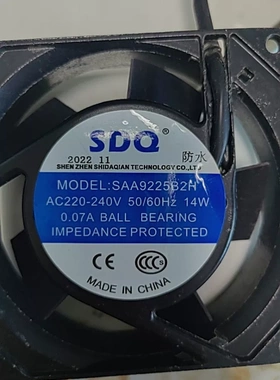 SDQ
2022 11 防水
SHEN ZHEN SHIDAQIAN TECHNOLOGY CO.,LTD
MODEL:SAA9225B2H
AC220-240V 50/60Hz 14W
0.07A BALL BEARING
IMPEDANCE PROTECTED
CE CCC
MADE IN CHINA